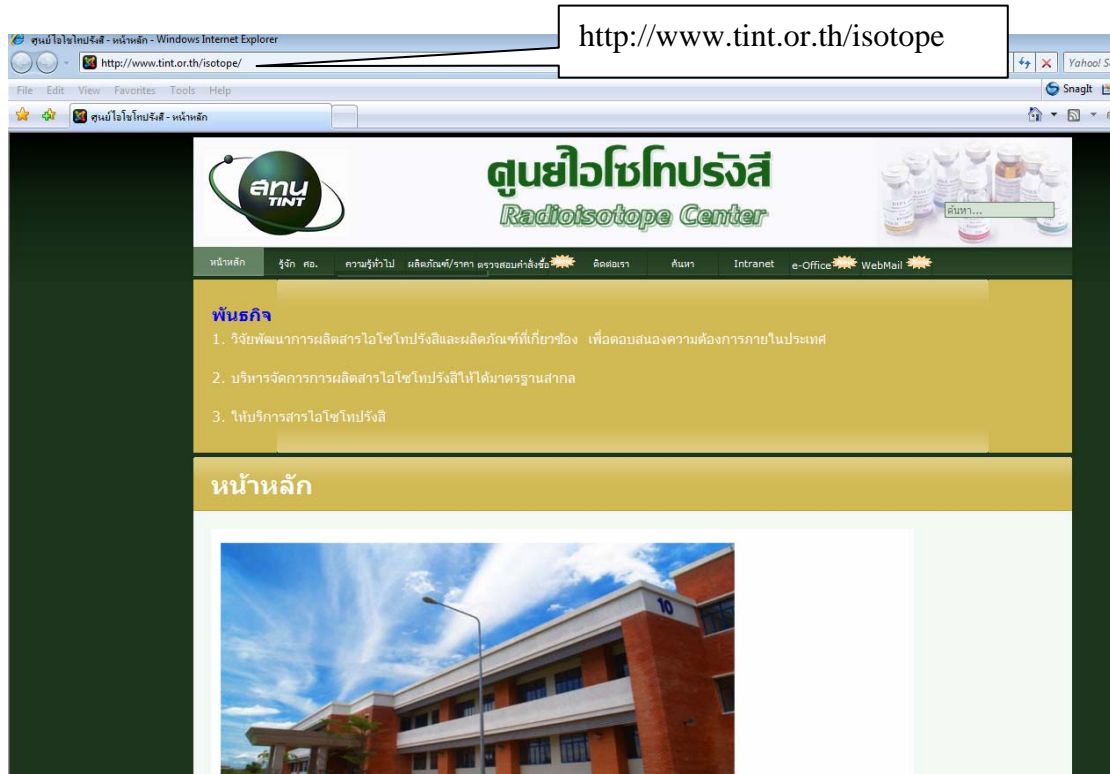 http://www.tint.or.th/isotope
ศูนย์ไอโซโทปรังสี - หน้าหลัก - Windows Internet Explorer
http://www.tint.or.th/isotope/
Yahoo! S
File Edit View Favorites Tools Help
SnagIt
ศูนย์ไอโซโทปรังสี - หน้าหลัก
สทน
TINT
ศูนย์ไอโซโทปรังสี
Radioisotope Center
ค้นหา...
หน้าหลัก รู้จัก ศอ. ความรู้ทั่วไป ผลิตภัณฑ์/ราคา ตรวจสอบคำสั่งซื้อ ติดต่อเรา ค้นหา Intranet e-Office WebMail
พันธกิจ
1. วิจัยพัฒนาการผลิตสารไอโซโทปรังสีและผลิตภัณฑ์ที่เกี่ยวข้อง เพื่อตอบสนองความต้องการภายในประเทศ
2. บริหารจัดการการผลิตสารไอโซโทปรังสีให้ได้มาตรฐานสากล
3. ให้บริการสารไอโซโทปรังสี
หน้าหลัก
10